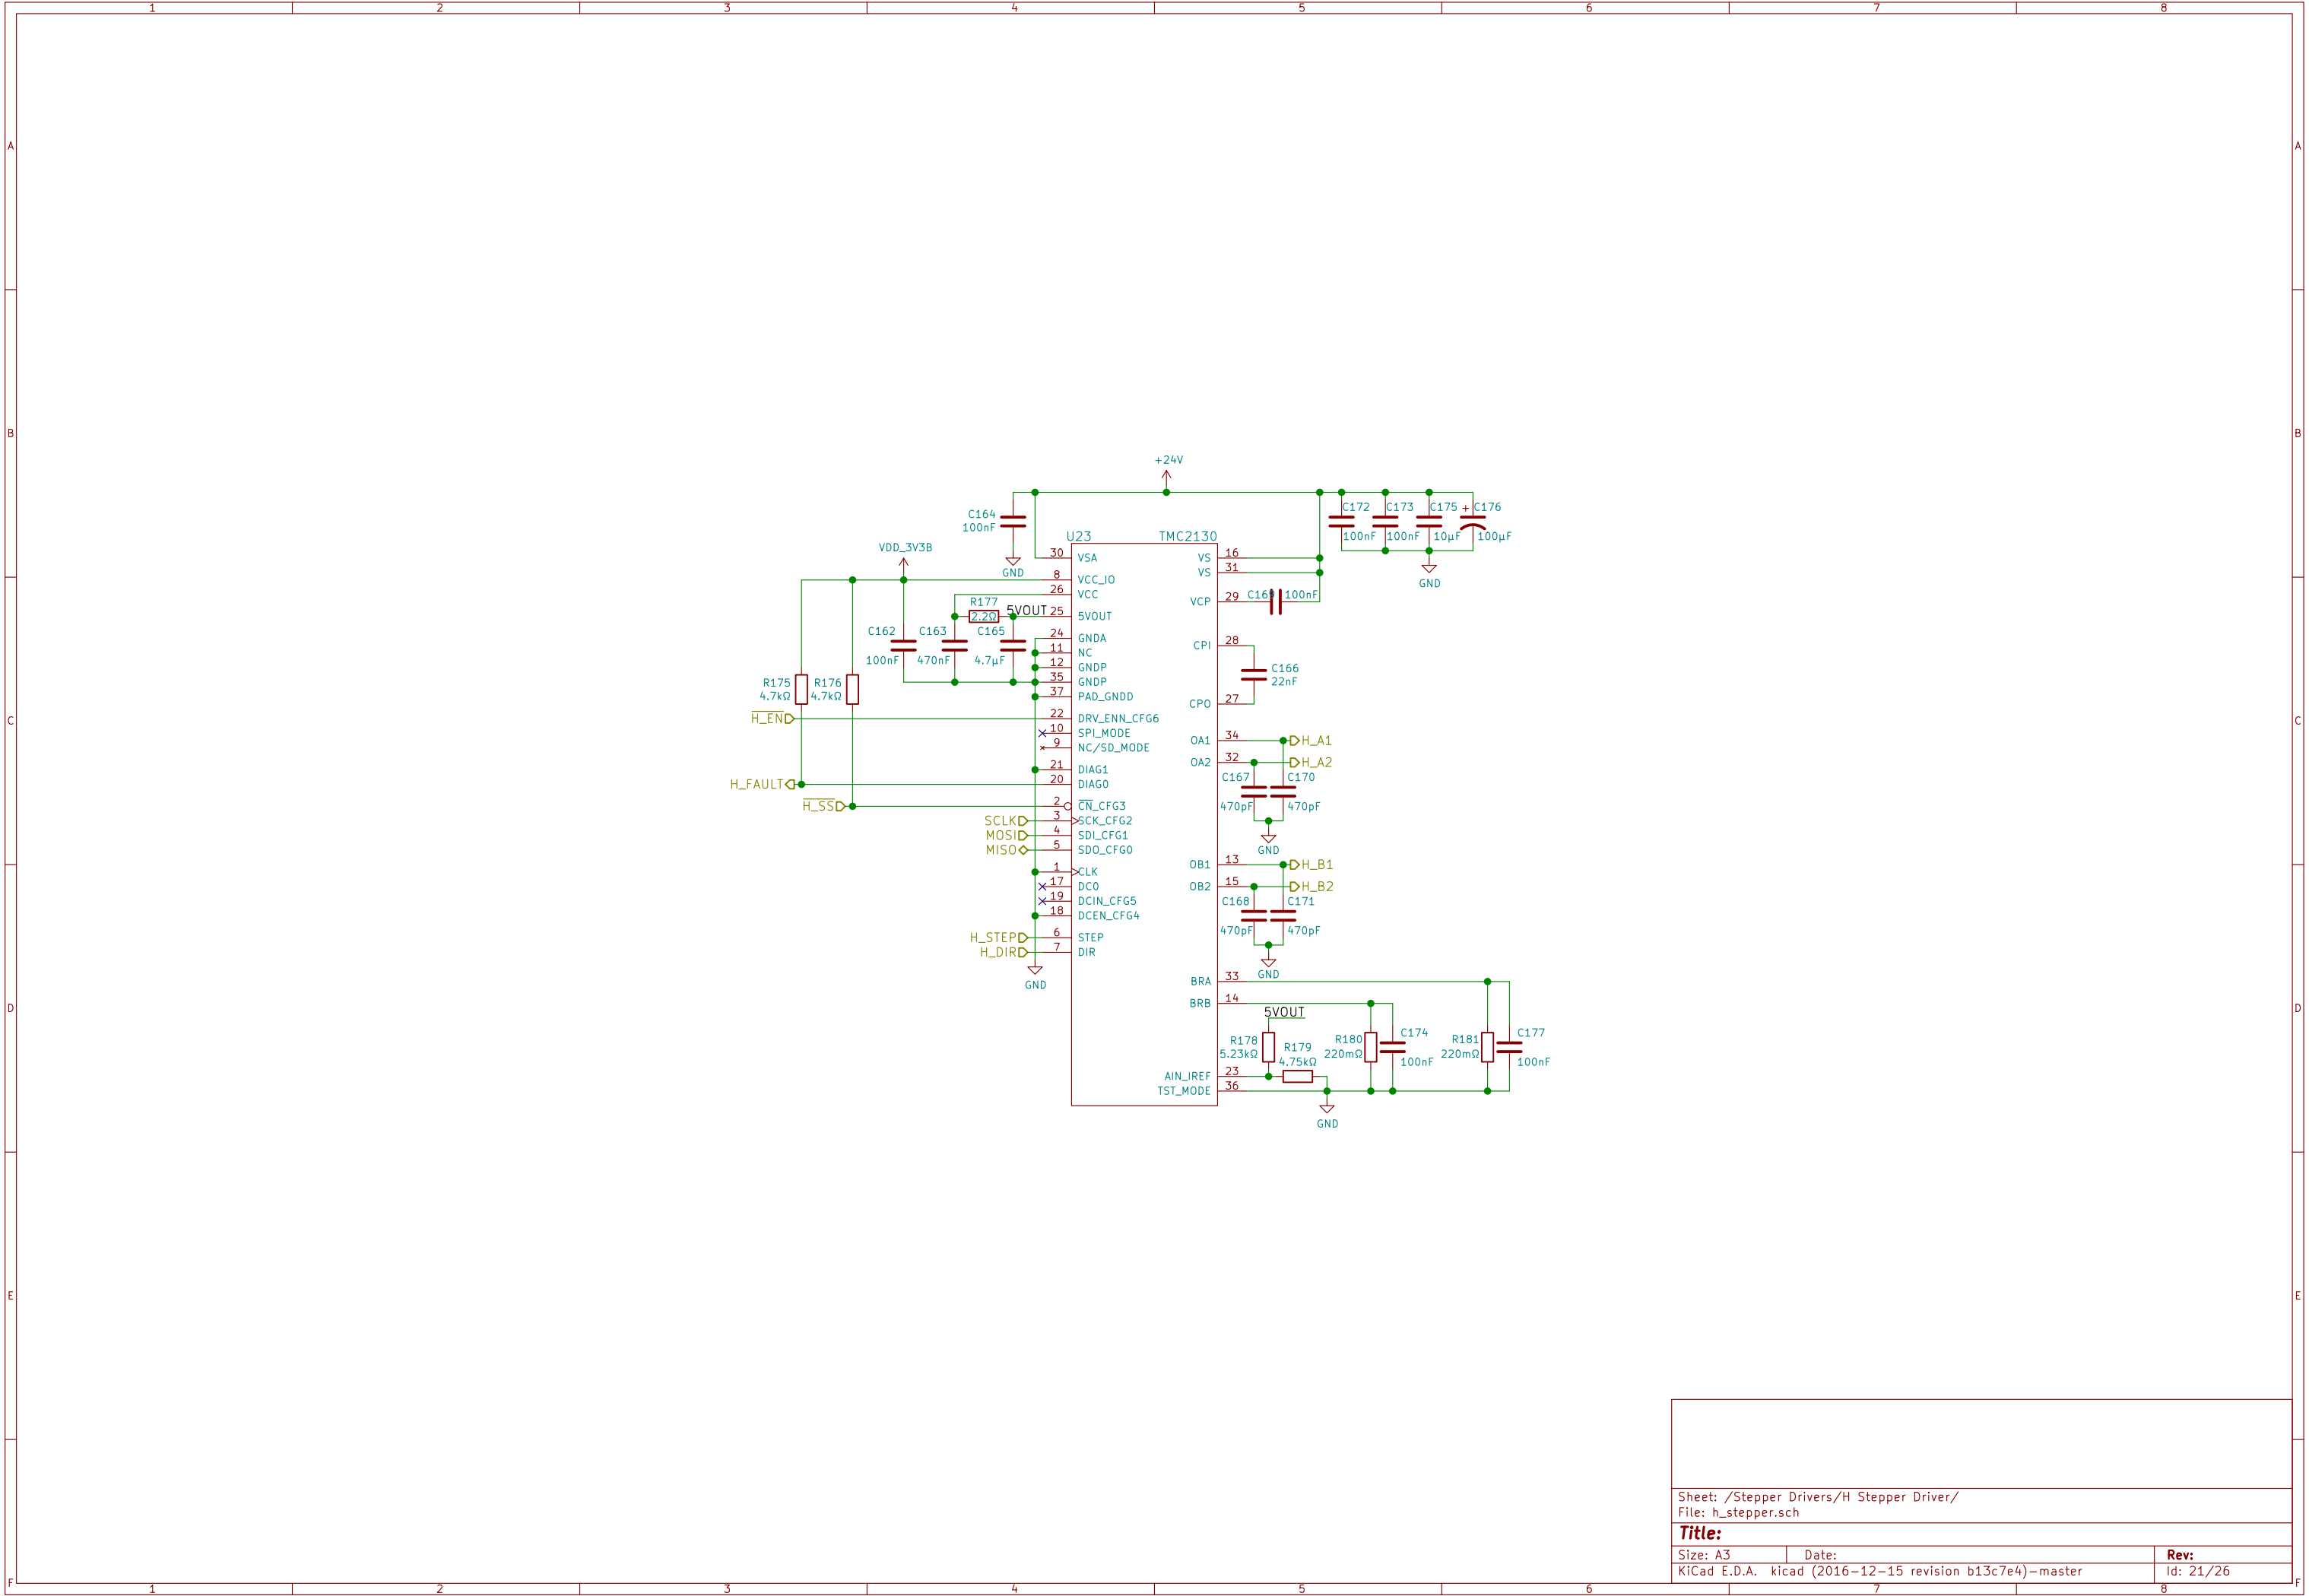 1 2 3 4 5 6 7 8
A A
B B
C C
D D
E E
F F
+24V
C164
100nF
GND
VDD_3V3B
U23 TMC2130
C172 C173 C175 + C176
100nF 100nF 10µF 100µF
GND
30 VSA
8 VCC_IO
26 VCC
25 5VOUT
24 GNDA
11 NC
12 GNDP
35 GNDP
37 PAD_GNDD
22 DRV_ENN_CFG6
10 SPI_MODE
9 NC/SD_MODE
21 DIAG1
20 DIAG0
2 CN_CFG3
3 SCK_CFG2
4 SDI_CFG1
5 SDO_CFG0
1 CLK
17 DCO
19 DCIN_CFG5
18 DCEN_CFG4
6 STEP
7 DIR
R177
2.2Ω
5VOUT
C162 C163 C165
100nF 470nF 4.7µF
R175 R176
4.7kΩ 4.7kΩ
H_EN
H_FAULT
H_SS
SCLK
MOSI
MISO
H_STEP
H_DIR
GND
VS 16
VS 31
VCP 29
CPI 28
CPO 27
OA1 34
OA2 32
OB1 13
OB2 15
BRA 33
BRB 14
AIN_IREF 23
TST_MODE 36
C169 100nF
C166
22nF
H_A1
H_A2
C167 C170
470pF 470pF
GND
H_B1
H_B2
C168 C171
470pF 470pF
GND
5VOUT
R178
5.23kΩ
R179
4.75kΩ
R180
220mΩ
C174
100nF
R181
220mΩ
C177
100nF
GND
Sheet: /Stepper Drivers/H Stepper Driver/
File: h_stepper.sch
Title:
Size: A3 Date: Rev:
KiCad E.D.A. kicad (2016-12-15 revision b13c7e4)-master Id: 21/26
1 2 3 4 5 6 7 8